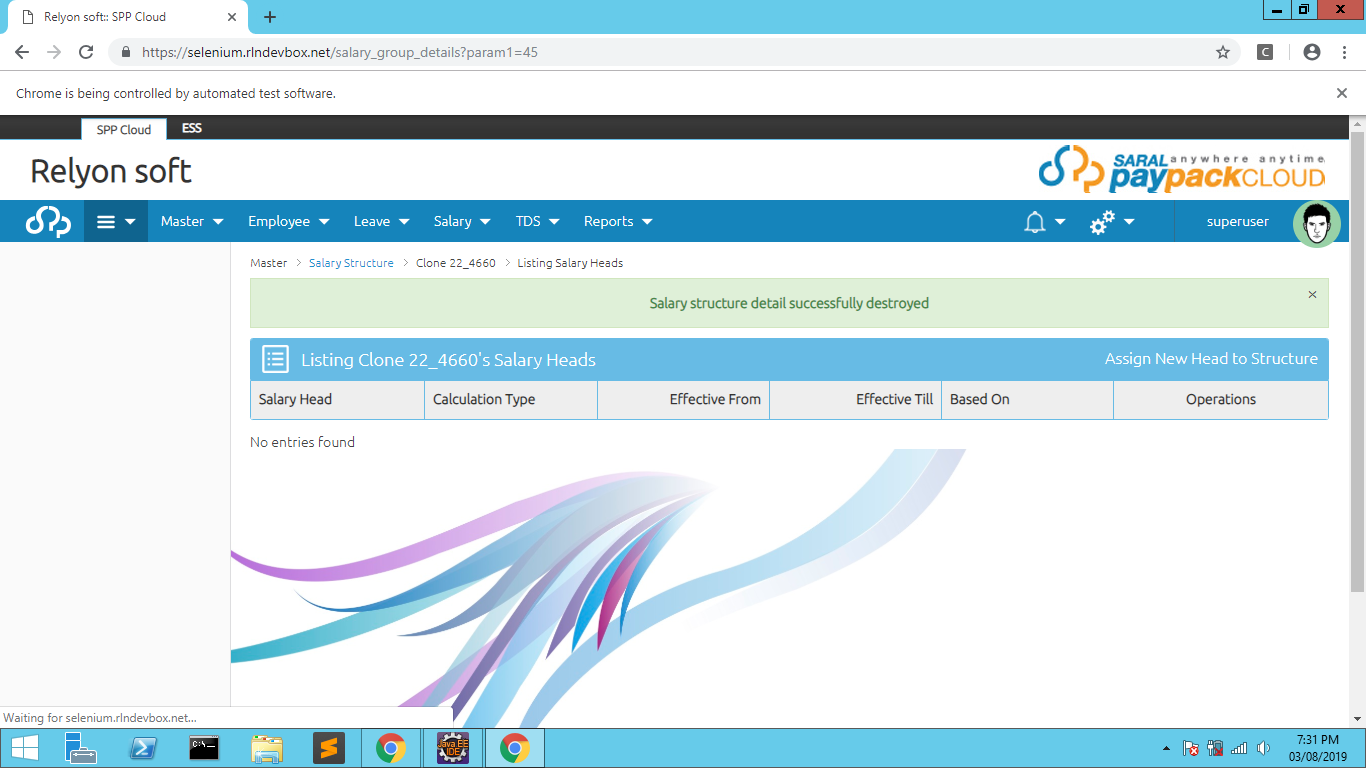 Relyon soft:: SPP Cloud
https://selenium.rlndevbox.net/salary_group_details?param1=45
C
Chrome is being controlled by automated test software.
SPP Cloud ESS
Relyon soft
SARAL anywhere anytime
paypackCLOUD
Master Employee Leave Salary TDS Reports superuser
Master > Salary Structure > Clone 22_4660 > Listing Salary Heads
Salary structure detail successfully destroyed ×
Listing Clone 22_4660's Salary Heads Assign New Head to Structure
Salary Head Calculation Type Effective From Effective Till Based On Operations
No entries found
Waiting for selenium.rlndevbox.net...
C:\_
Java EE
IDE
7:31 PM
03/08/2019